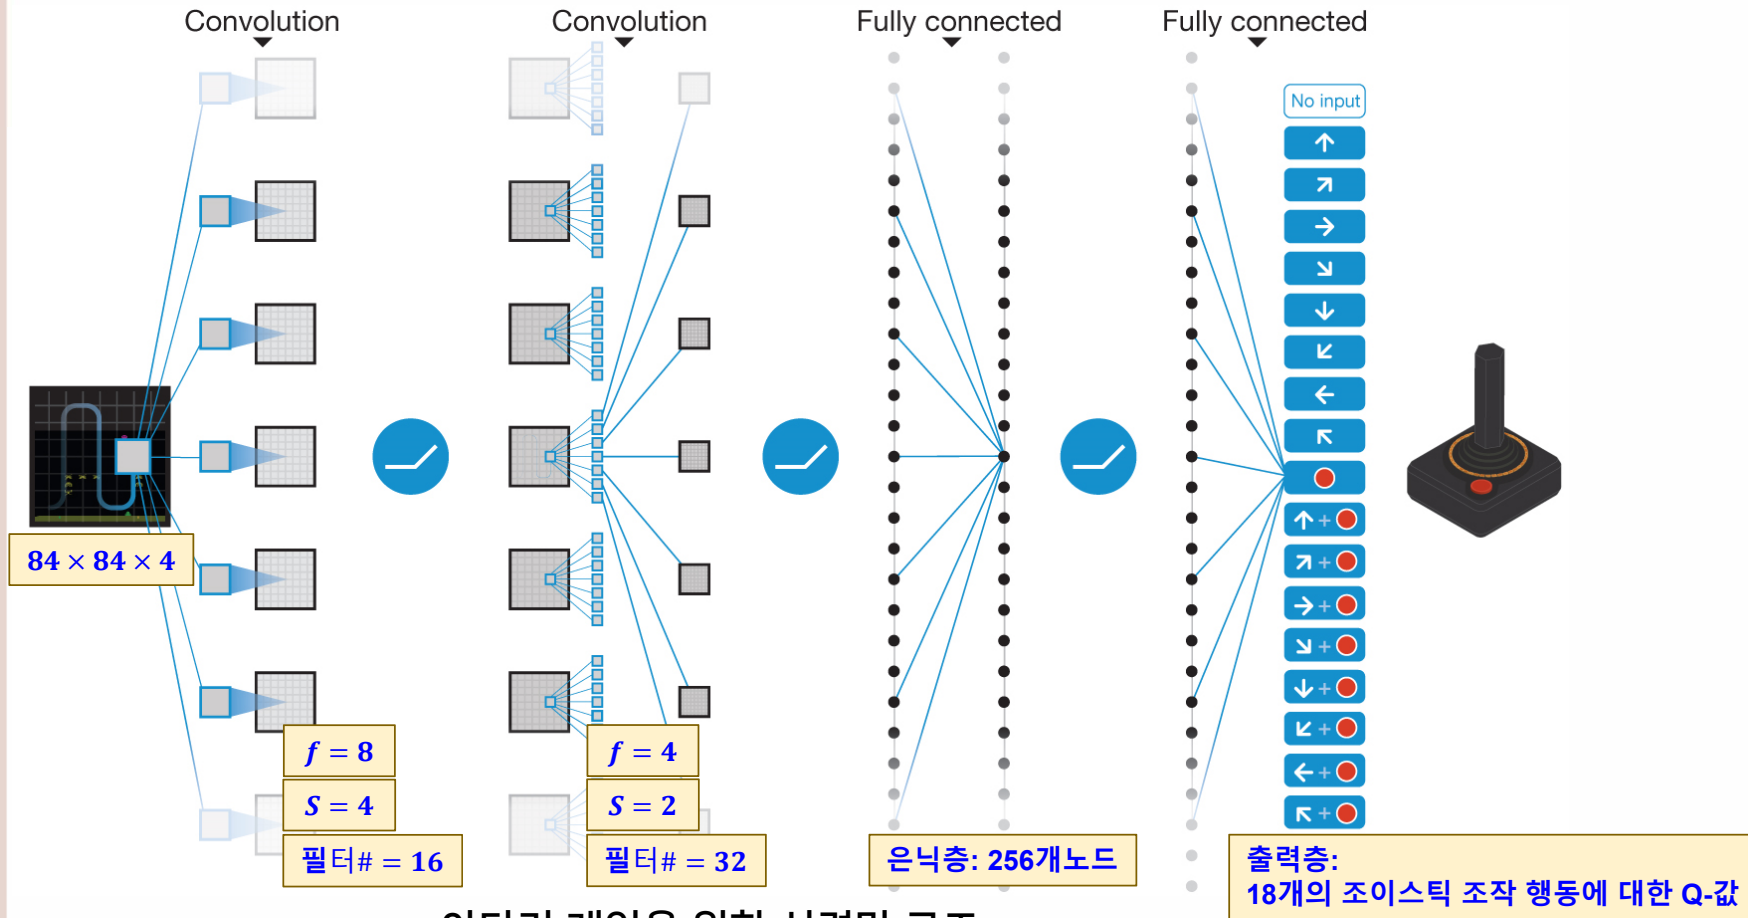 Convolution
Convolution
Fully connected
Fully connected
No input
84 × 84 × 4
f = 8
S = 4
필터# = 16
f = 4
S = 2
필터# = 32
은닉층: 256개노드
출력층:
18개의 조이스틱 조작 행동에 대한 Q-값